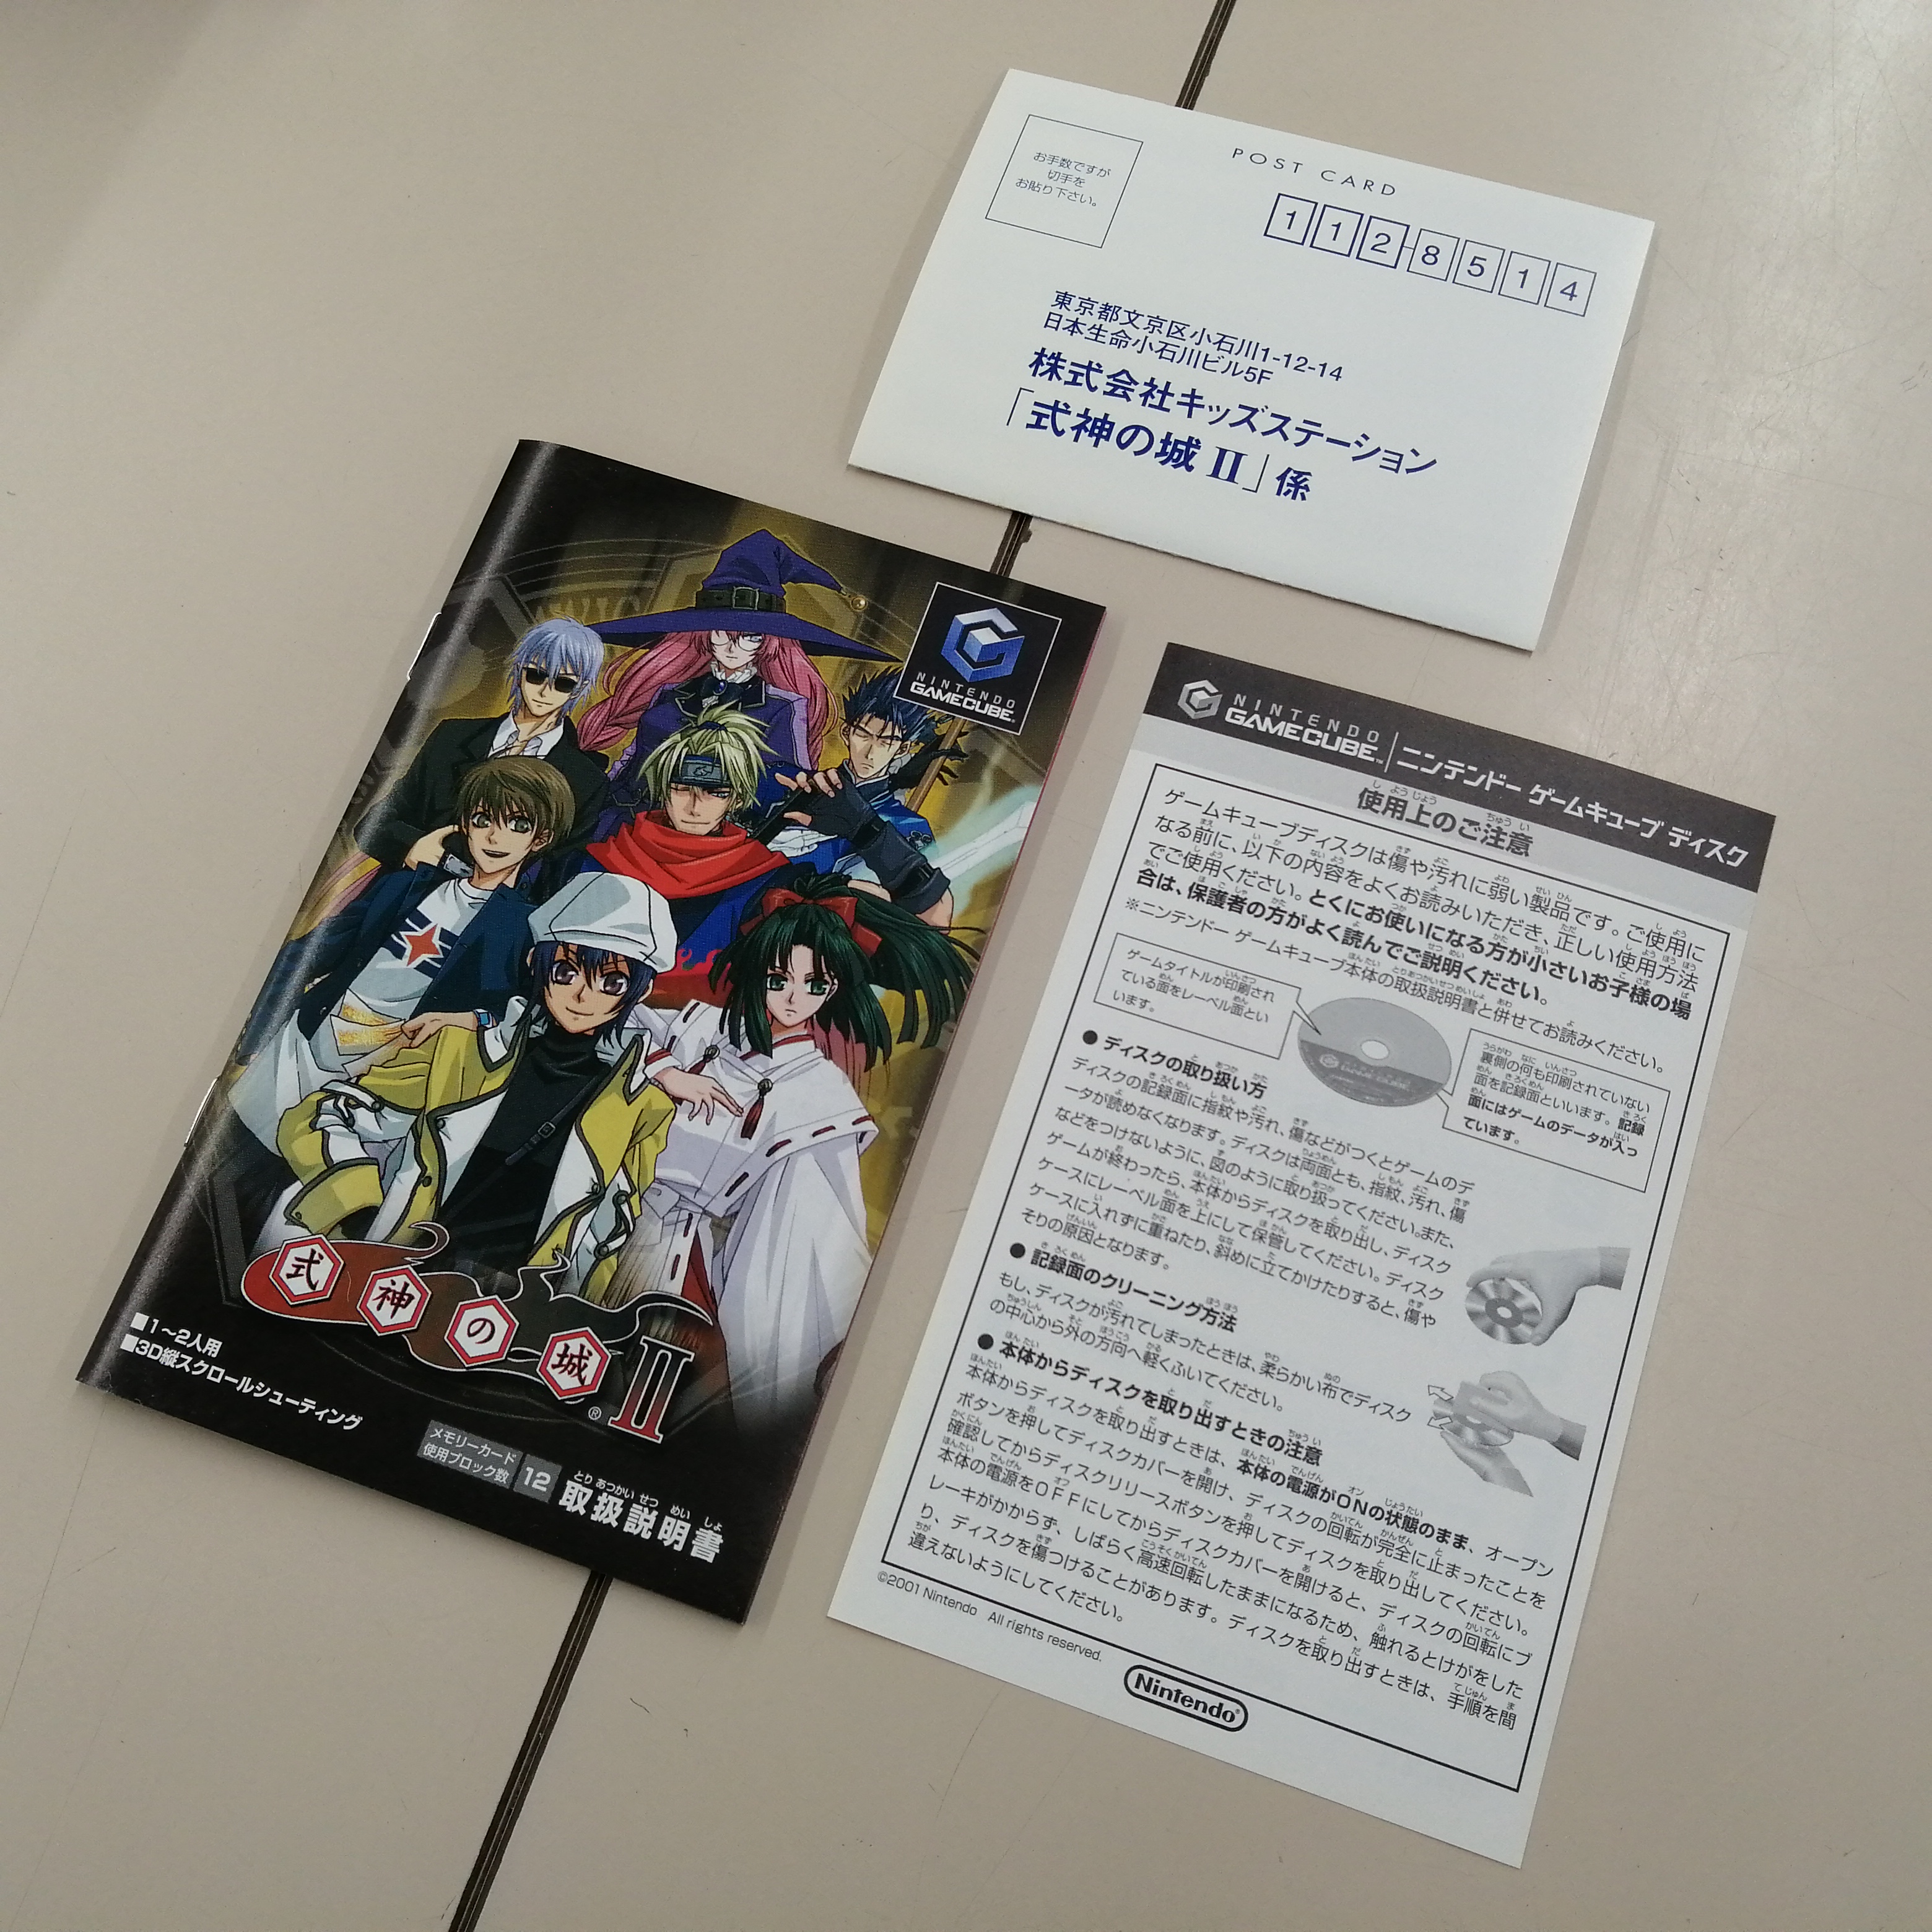 POST CARD
お手数ですが
切手を
お貼り下さい。
1128514
東京都文京区小石川1-12-14
日本生命小石川ビル5F
株式会社キッズステーション
「式神の城 II」係
NINTENDO
GAMECUBE
式神の城II
®
■1～2人用
■3D縦スクロールシューティング
メモリーカード
使用ブロック数
12
とりあつかいせつめいしょ
取扱説明書
NINTENDO
GAMECUBE™
ニンテンドー ゲームキューブ ディスク
使用上のご注意
ゲームキューブディスクは傷や汚れに弱い製品です。ご使用に
なる前に、以下の内容をよくお読みいただき、正しい使用方法
でご使用ください。とくにお使いになる方が小さいお子様の場
合は、保護者の方がよく読んでご説明ください。
※ニンテンドー ゲームキューブ本体の取扱説明書と併せてお読みください。
ゲームタイトルが印刷され
ている面をレーベル面とい
います。
裏側の何も印刷されていない
面を記録面といいます。記録
面にはゲームのデータが入っ
ています。
●ディスクの取り扱い方
ディスクの記録面に指紋や汚れ、傷などがつくとゲームのデ
ータが読めなくなります。ディスクは両面とも、指紋、汚れ、傷
などをつけないように、図のように取り扱ってください。また、
ゲームが終わったら、本体からディスクを取り出し、ディスク
ケースにレーベル面を上にして保管してください。ディスク
ケースに入れずに重ねたり、斜めに立てかけたりすると、傷や
そりの原因となります。
●記録面のクリーニング方法
もし、ディスクが汚れてしまったときは、柔らかい布でディスク
の中心から外の方向へ軽くふいてください。
●本体からディスクを取り出すときの注意
本体からディスクを取り出すときは、本体の電源がONの状態のまま、オープン
ボタンを押してディスクカバーを開け、ディスクの回転が完全に止まったことを
確認してからディスクリリースボタンを押してディスクを取り出してください。
本体の電源をOFFにしてからディスクカバーを開けると、ディスクの回転にブ
レーキがかからず、しばらく高速回転したままになるため、触れるとけがをした
り、ディスクを傷つけることがあります。ディスクを取り出すときは、手順を間
違えないようにしてください。
©2001 Nintendo All rights reserved.
Nintendo®